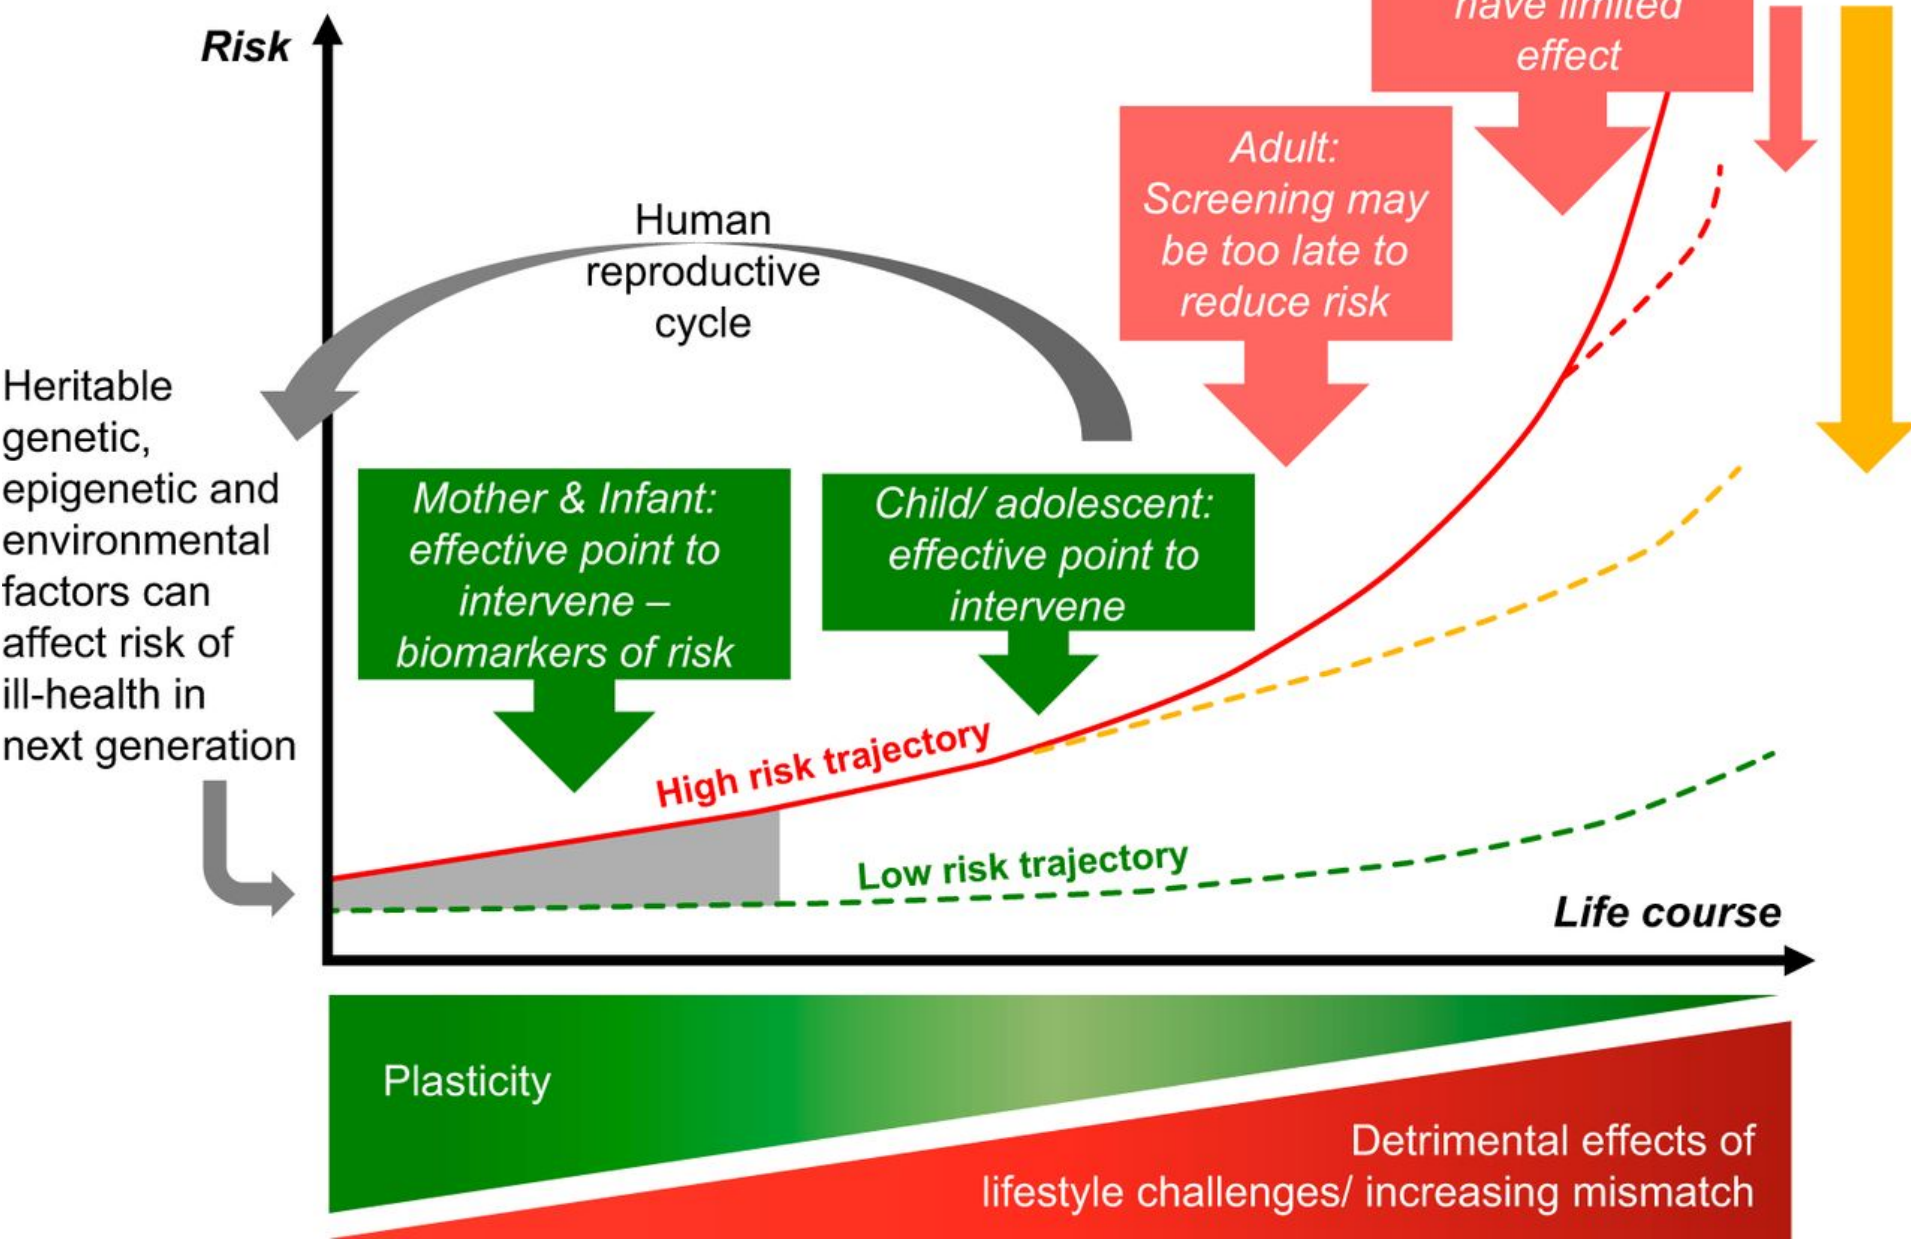 have limited
effect
Risk
Adult:
Screening may
be too late to
reduce risk
Human
reproductive
cycle
Heritable
genetic,
epigenetic and
environmental
factors can
affect risk of
ill-health in
next generation
Mother & Infant:
effective point to
intervene –
biomarkers of risk
Child/ adolescent:
effective point to
intervene
High risk trajectory
Low risk trajectory
Life course
Plasticity
Detrimental effects of
lifestyle challenges/ increasing mismatch